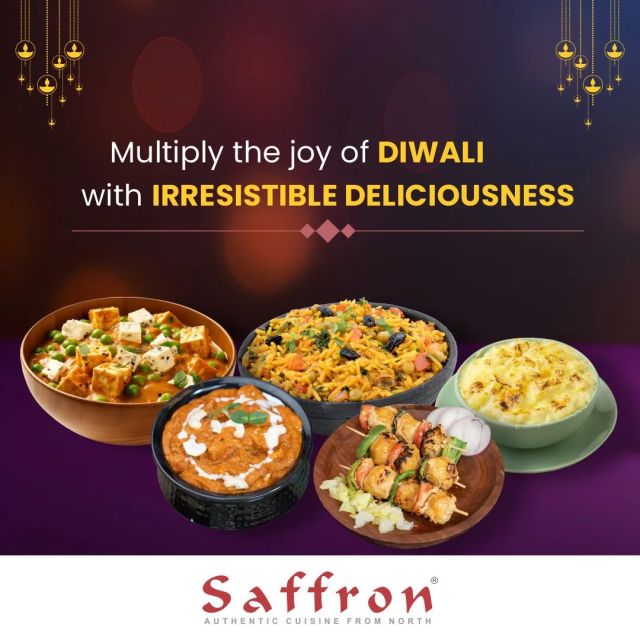 Multiply the joy of DIWALI
with IRRESISTIBLE DELICIOUSNESS
Saffron®
AUTHENTIC CUISINE FROM NORTH